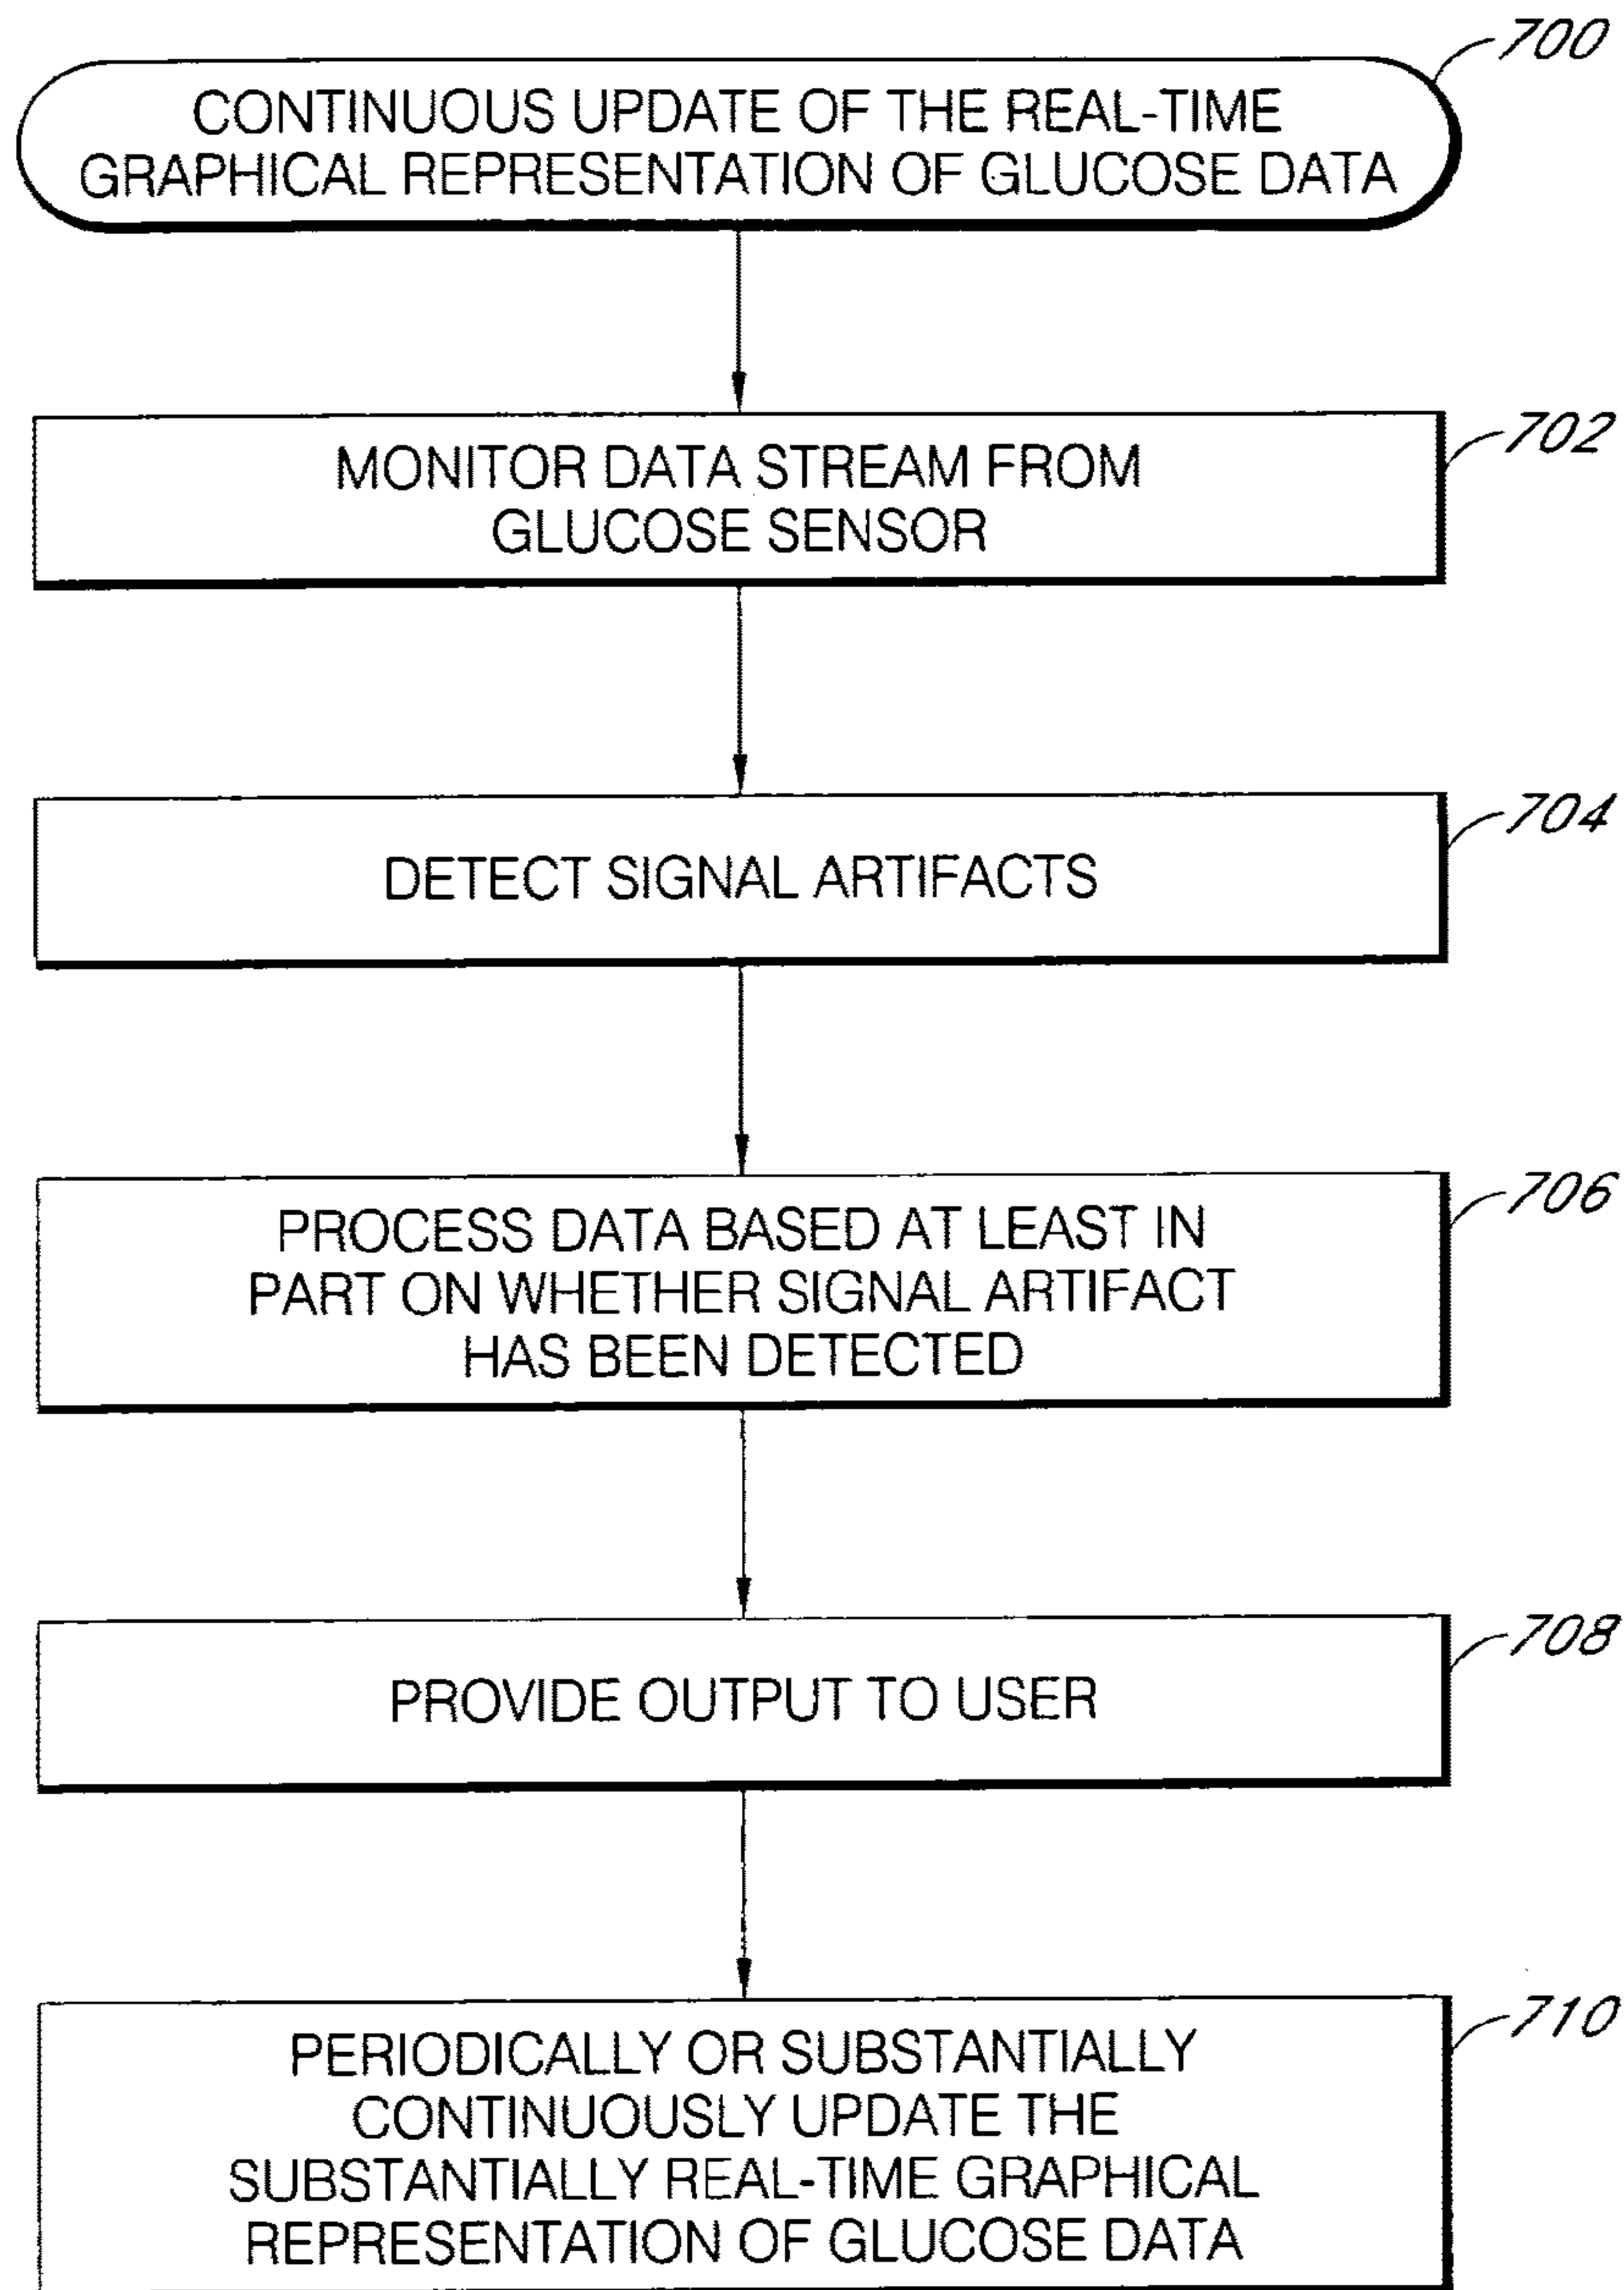 700
CONTINUOUS UPDATE OF THE REAL-TIME
GRAPHICAL REPRESENTATION OF GLUCOSE DATA
702
MONITOR DATA STREAM FROM
GLUCOSE SENSOR
704
DETECT SIGNAL ARTIFACTS
706
PROCESS DATA BASED AT LEAST IN
PART ON WHETHER SIGNAL ARTIFACT
HAS BEEN DETECTED
708
PROVIDE OUTPUT TO USER
710
PERIODICALLY OR SUBSTANTIALLY
CONTINUOUSLY UPDATE THE
SUBSTANTIALLY REAL-TIME GRAPHICAL
REPRESENTATION OF GLUCOSE DATA